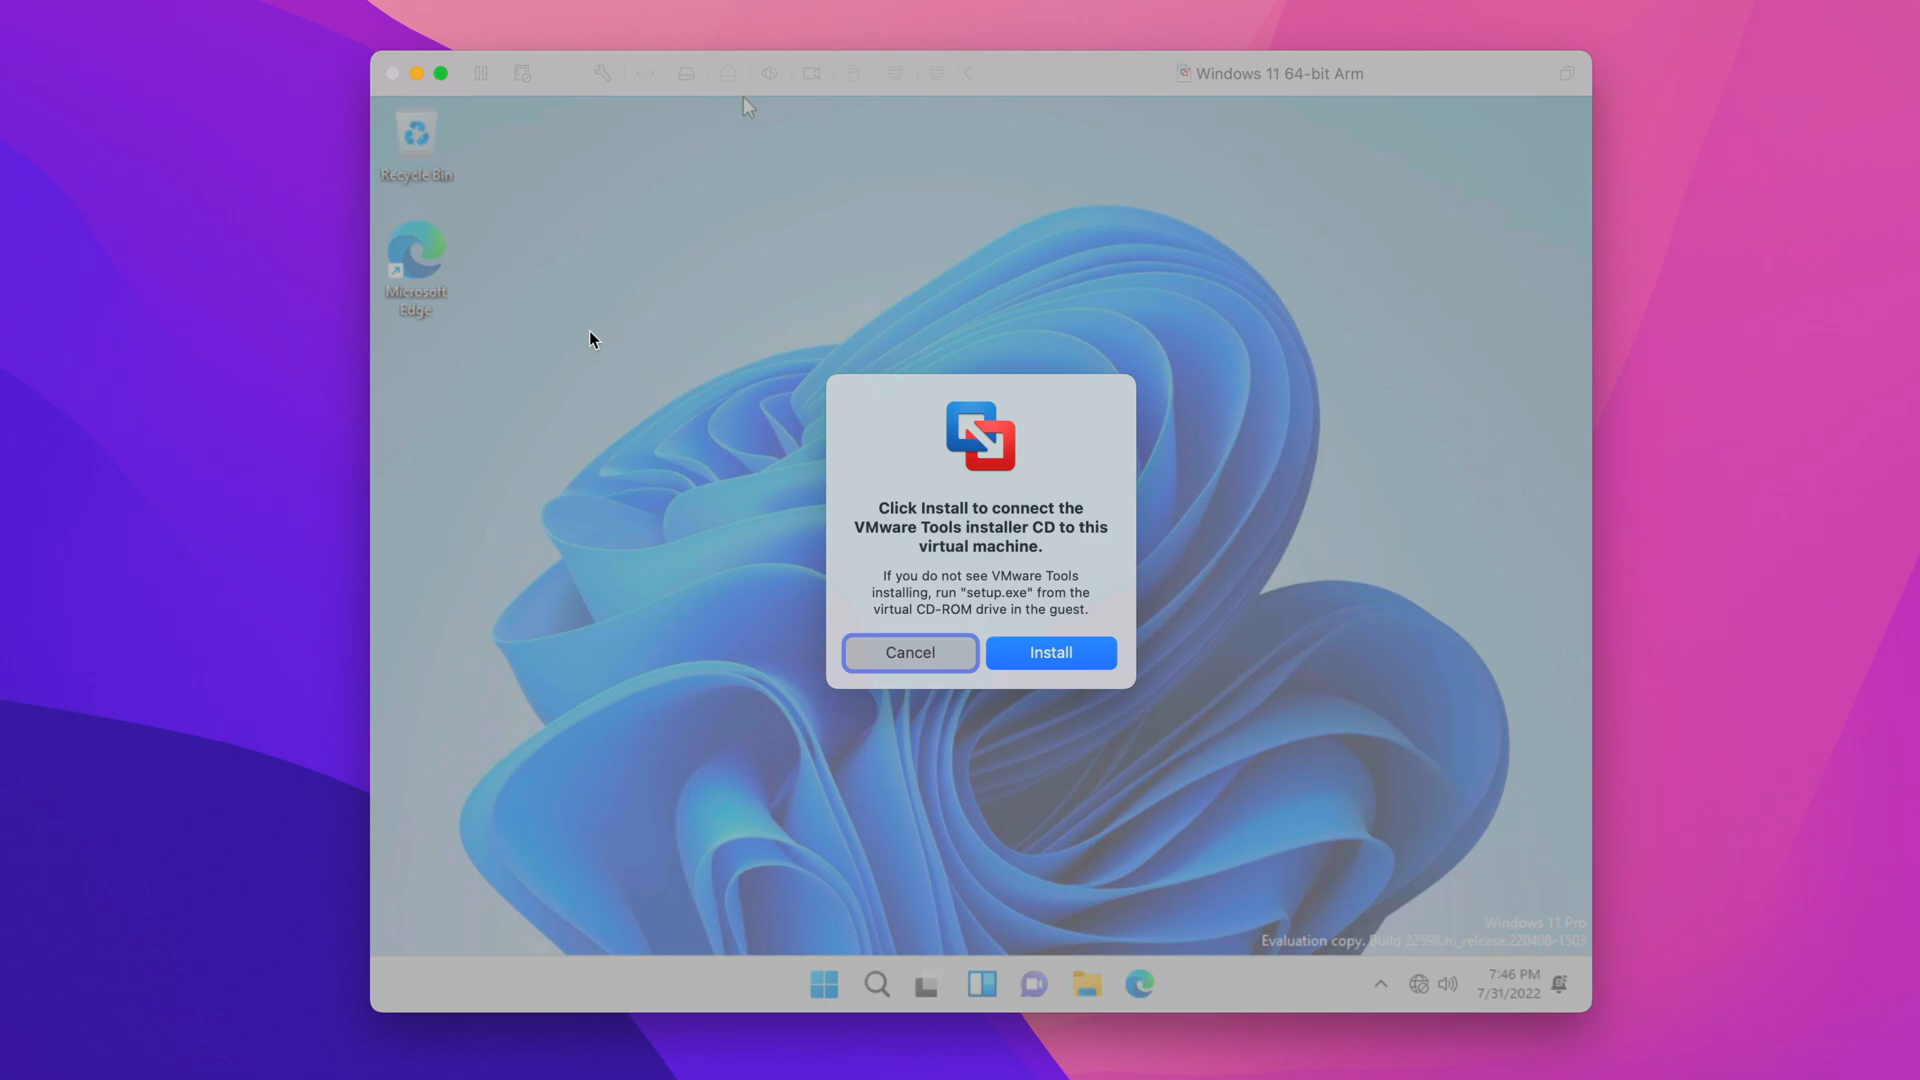 Windows 11 64-bit Arm
Recycle Bin
Microsoft
Edge
Click Install to connect the
VMware Tools installer CD to this
virtual machine.
If you do not see VMware Tools
installing, run "setup.exe" from the
virtual CD-ROM drive in the guest.
Cancel
Install
Windows 11 Pro
Evaluation copy. Build 22598.ni_release.220408-1503
7:46 PM
7/31/2022